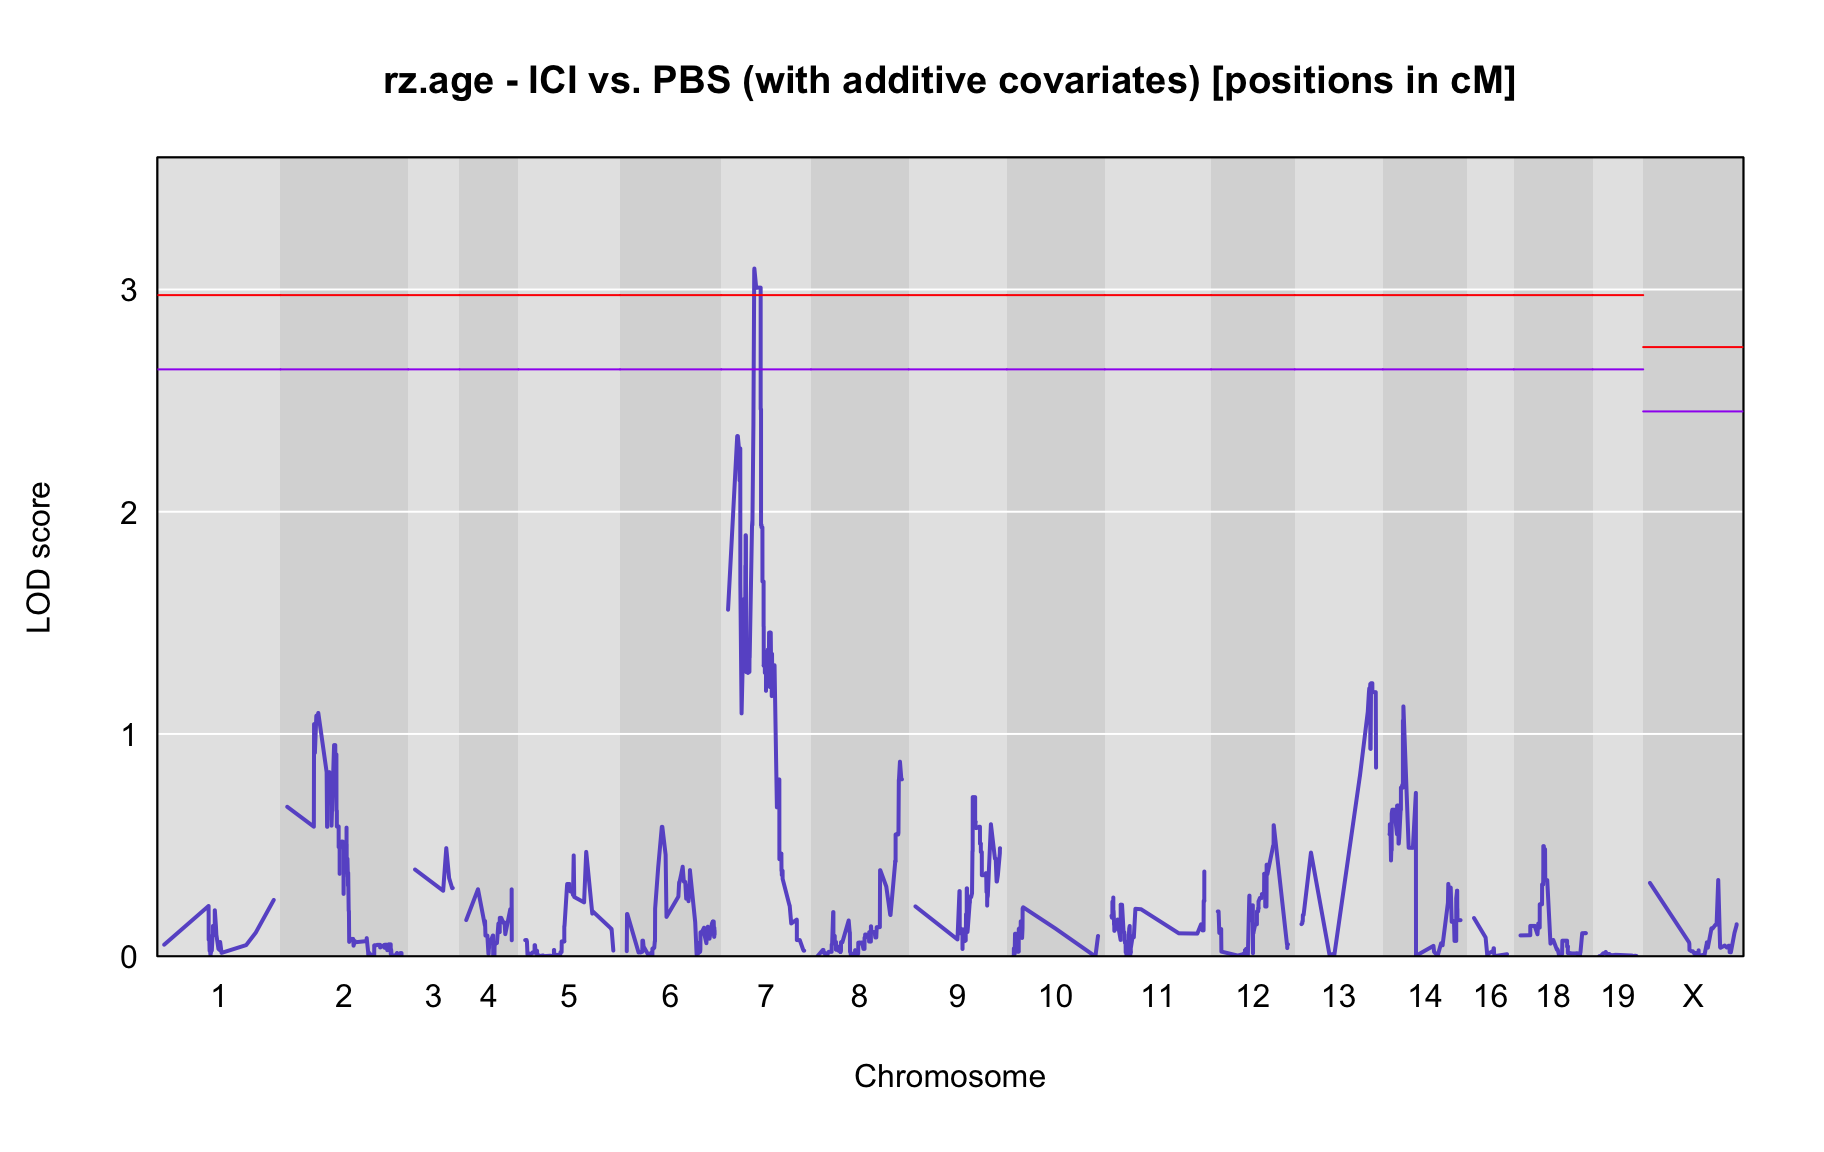 rz.age - ICI vs. PBS (with additive covariates) [positions in cM]
3
2
1
0
LOD score
1 2 3 4 5 6 7 8 9 10 11 12 13 14 16 18 19 X
Chromosome